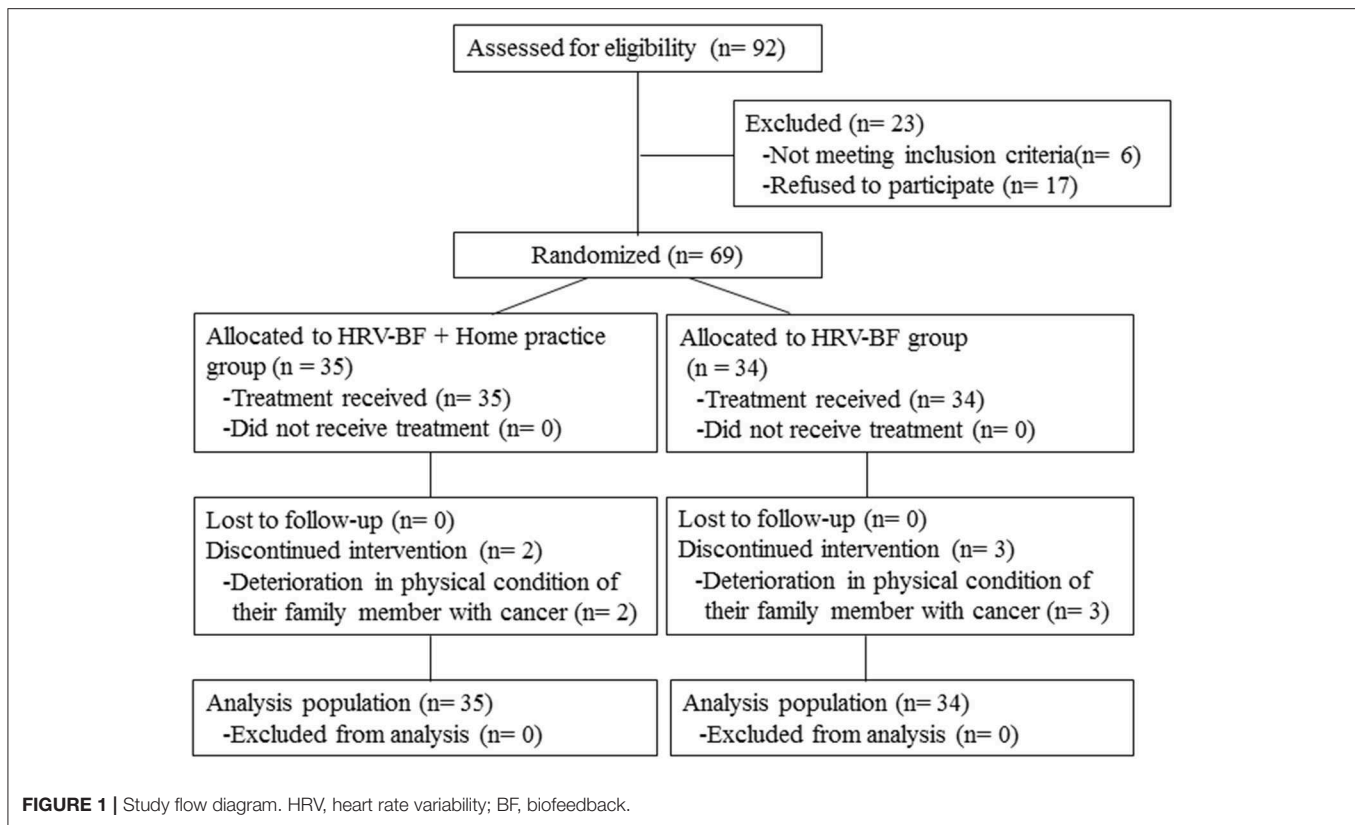 Assessed for eligibility (n= 92)
Excluded (n= 23)
-Not meeting inclusion criteria(n= 6)
-Refused to participate (n= 17)
Randomized (n= 69)
Allocated to HRV-BF + Home practice
group (n = 35)
-Treatment received (n= 35)
-Did not receive treatment (n= 0)
Allocated to HRV-BF group
(n = 34)
-Treatment received (n= 34)
-Did not receive treatment (n= 0)
Lost to follow-up (n= 0)
Discontinued intervention (n= 2)
-Deterioration in physical condition of
their family member with cancer (n= 2)
Lost to follow-up (n= 0)
Discontinued intervention (n= 3)
-Deterioration in physical condition of
their family member with cancer (n= 3)
Analysis population (n= 35)
-Excluded from analysis (n= 0)
Analysis population (n= 34)
-Excluded from analysis (n= 0)
FIGURE 1 | Study flow diagram. HRV, heart rate variability; BF, biofeedback.